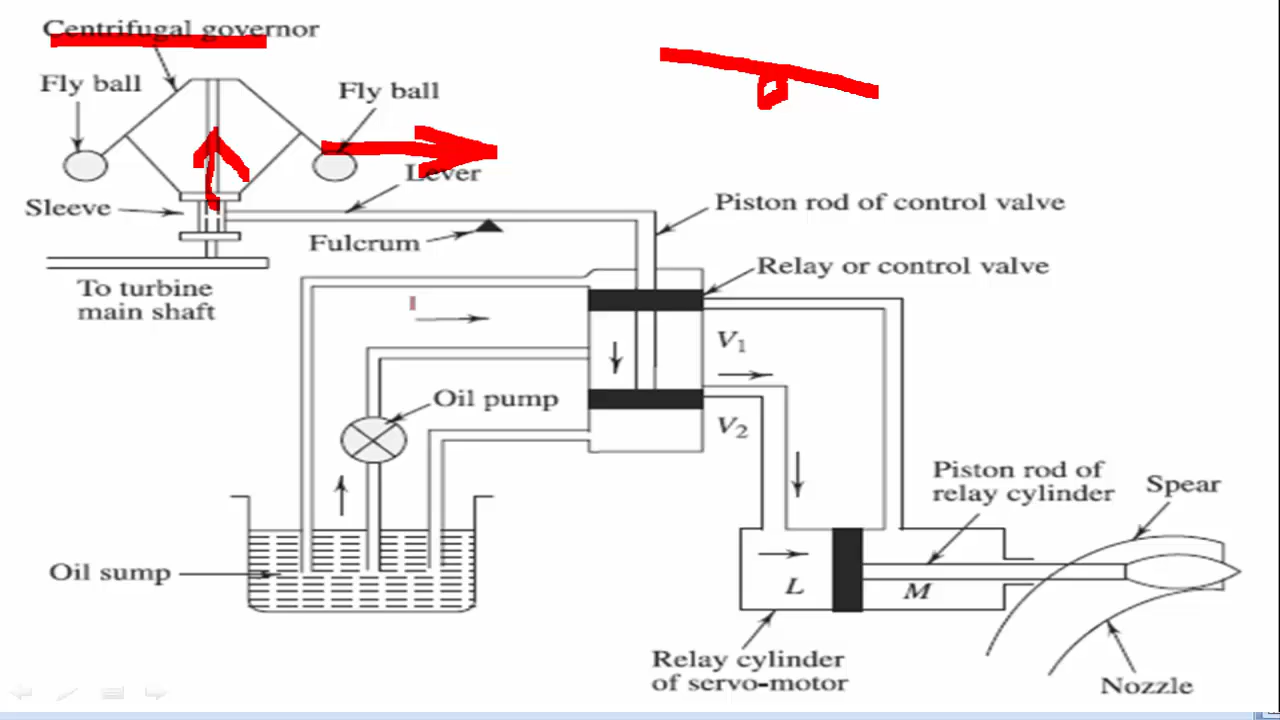 Centrifugal governor
Fly ball
Fly ball
Lever
Sleeve
Piston rod of control valve
Fulcrum
Relay or control valve
To turbine
main shaft
V1
Oil pump
V2
Piston rod of
relay cylinder
Spear
Oil sump
L
M
Relay cylinder
of servo-motor
Nozzle